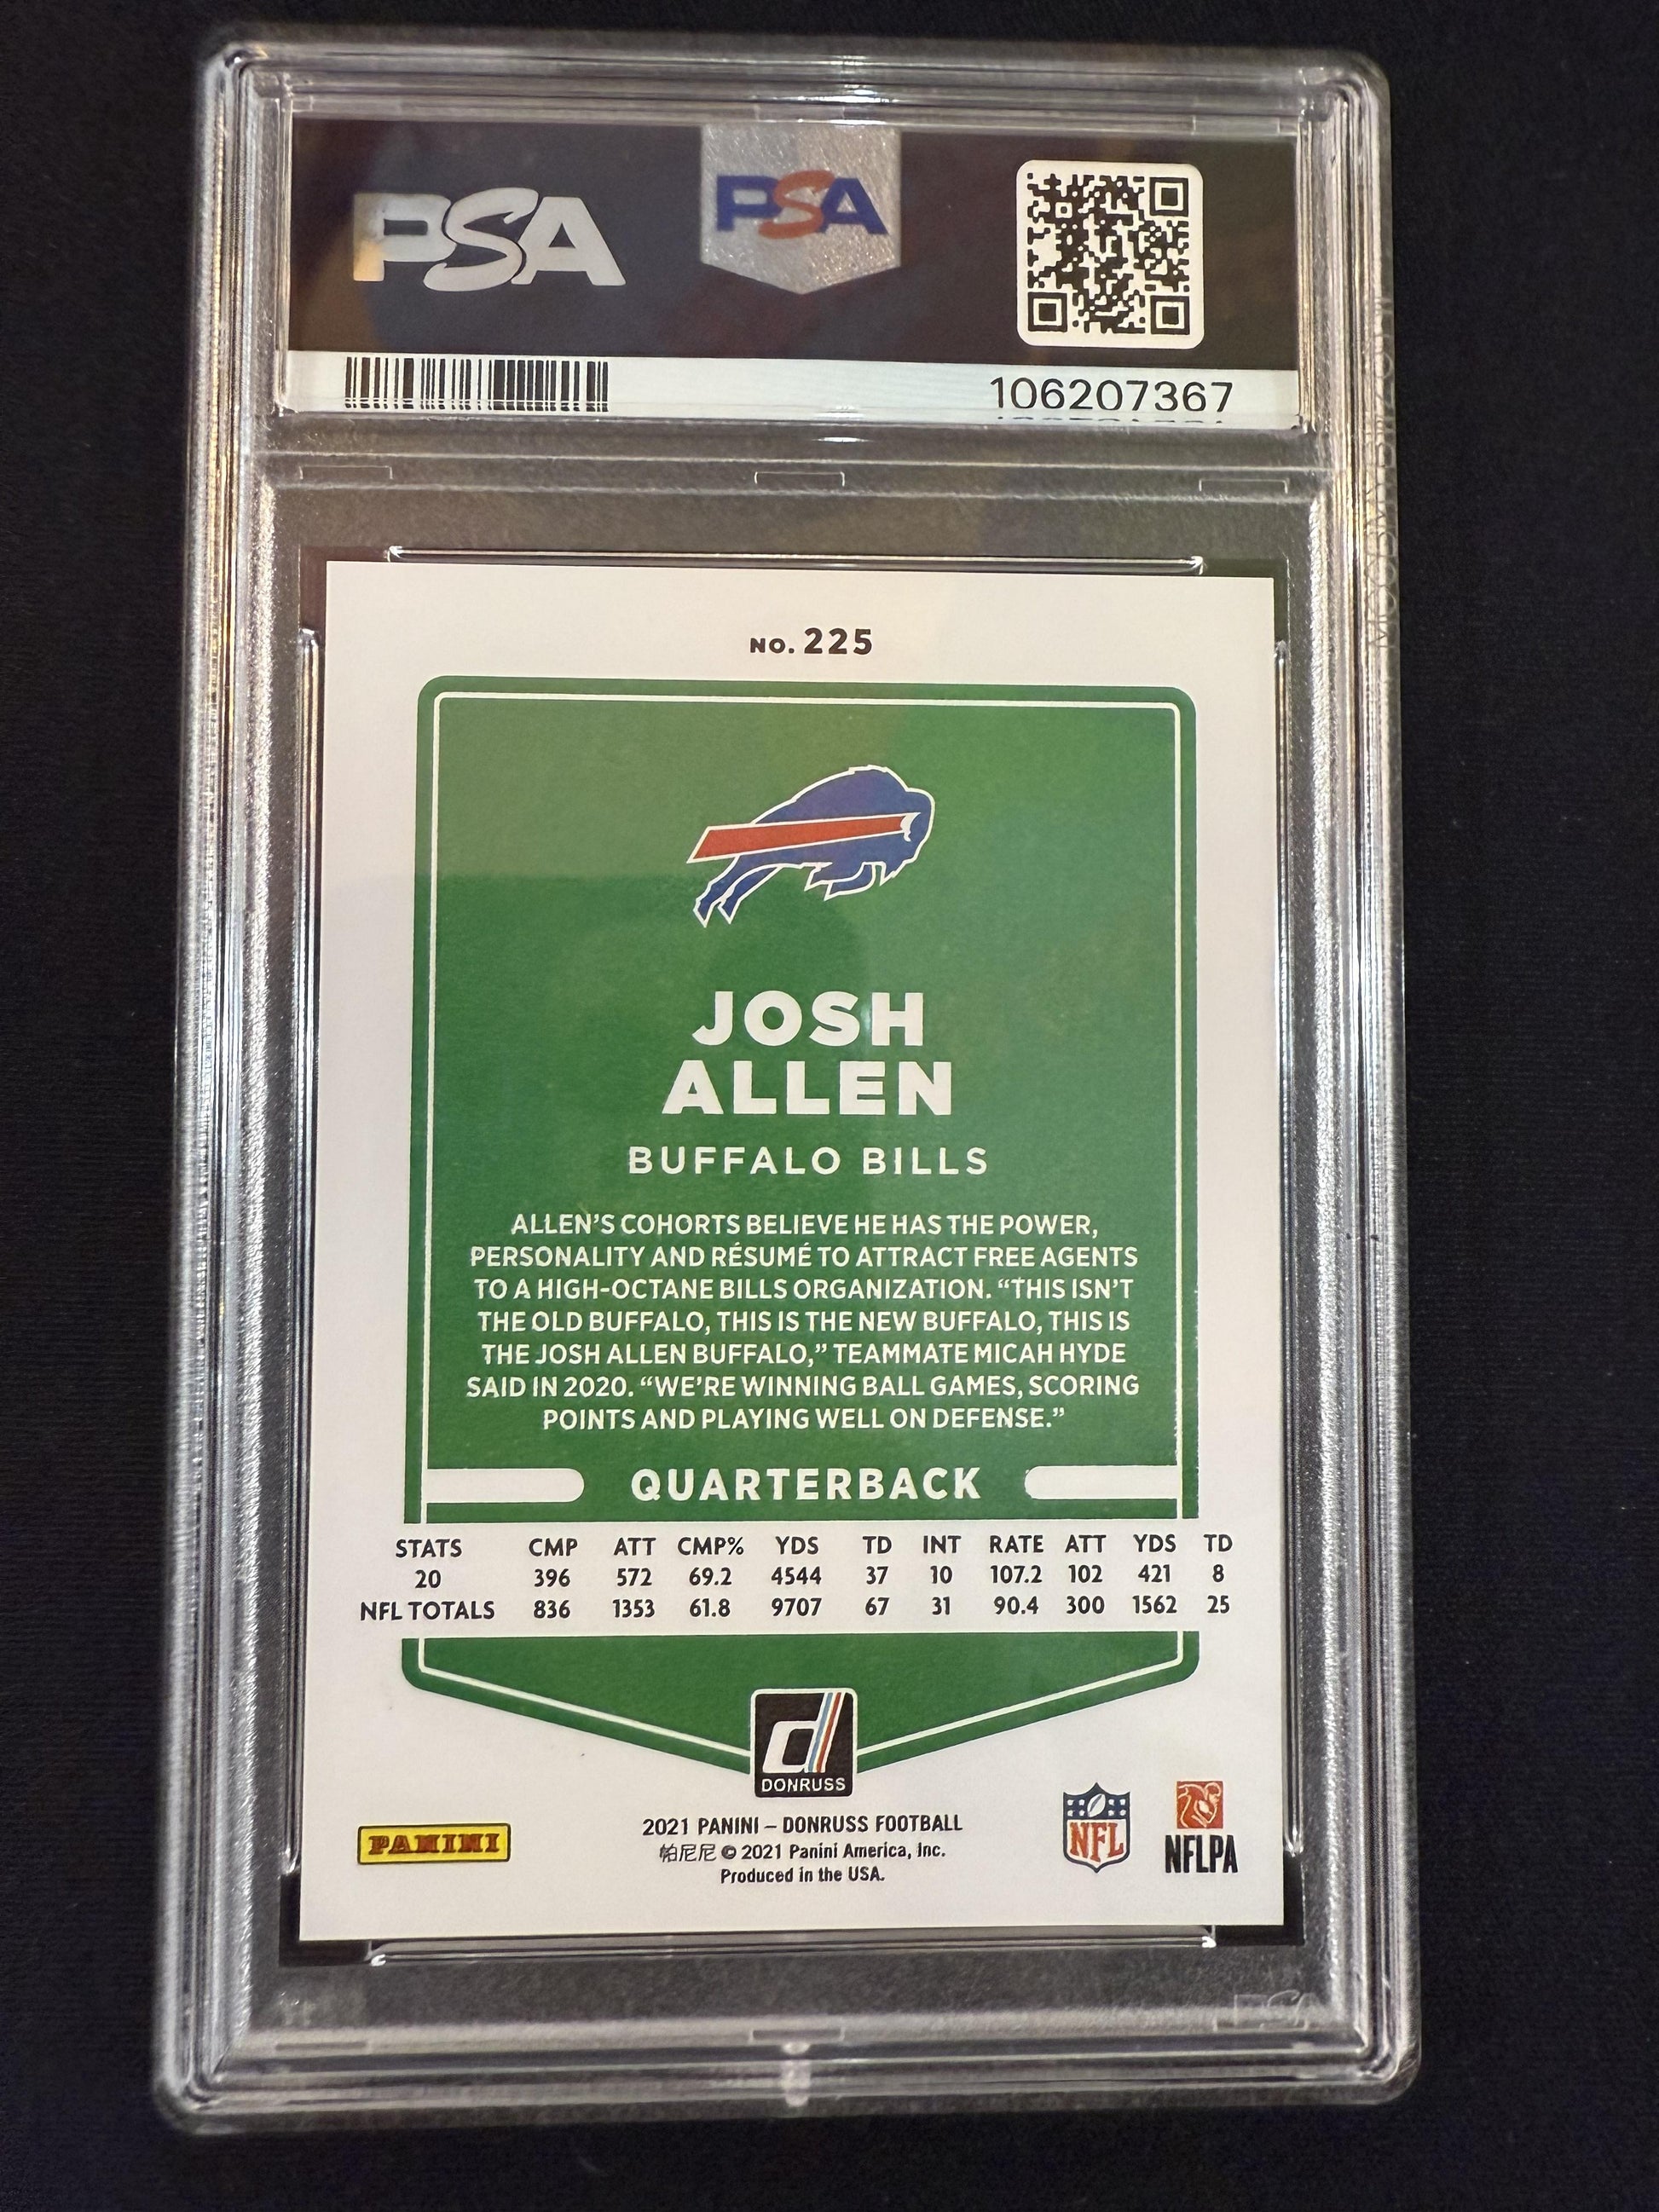 PSA
PSA
106207367
NO. 225
JOSH
ALLEN
BUFFALO BILLS
ALLEN'S COHORTS BELIEVE HE HAS THE POWER,
PERSONALITY AND RÉSUMÉ TO ATTRACT FREE AGENTS
TO A HIGH-OCTANE BILLS ORGANIZATION. “THIS ISN'T
THE OLD BUFFALO, THIS IS THE NEW BUFFALO, THIS IS
THE JOSH ALLEN BUFFALO,” TEAMMATE MICAH HYDE
SAID IN 2020. “WE'RE WINNING BALL GAMES, SCORING
POINTS AND PLAYING WELL ON DEFENSE.”
QUARTERBACK
STATS CMP ATT CMP% YDS TD INT RATE ATT YDS TD
20 396 572 69.2 4544 37 10 107.2 102 421 8
NFL TOTALS 836 1353 61.8 9707 67 31 90.4 300 1562 25
d
DONRUSS
PANINI
2021 PANINI – DONRUSS FOOTBALL
帕尼尼 © 2021 Panini America, Inc.
Produced in the USA.
NFL
NFLPA
PSA